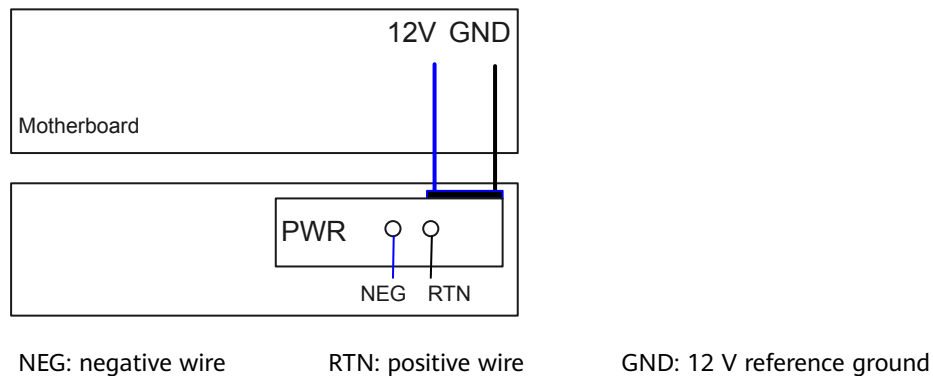 12V GND
Motherboard
PWR
NEG RTN
NEG: negative wire RTN: positive wire GND: 12 V reference ground